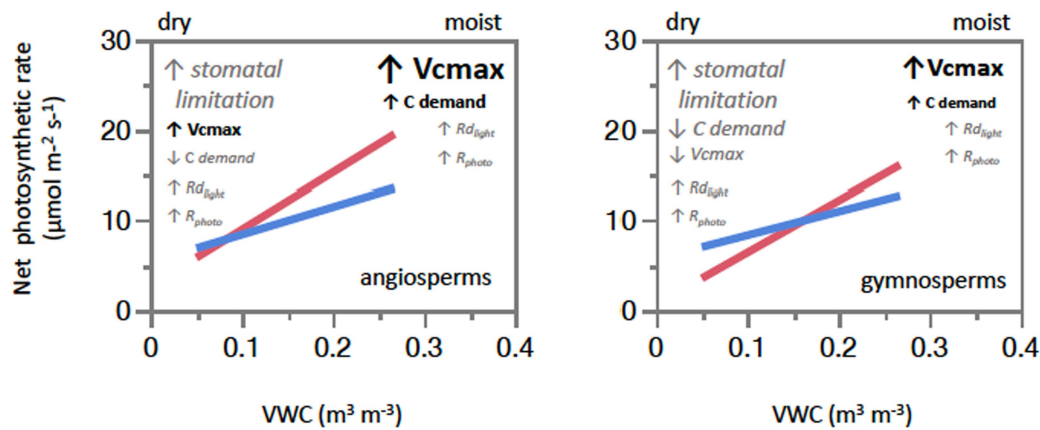 dry moist
30
20
10
0
Net photosynthetic rate
(μmol m-2 s-1)
↑ stomatal
limitation
↑ Vcmax
↓ C demand
↑ Rdlight
↑ Rphoto
↑ Vcmax
↑ C demand
↑ Rdlight
↑ Rphoto
angiosperms
0 0.1 0.2 0.3 0.4
VWC (m3 m-3)
dry moist
30
20
10
0
↑ stomatal
limitation
↓ C demand
↓ Vcmax
↑ Rdlight
↑ Rphoto
↑ Vcmax
↑ C demand
↑ Rdlight
↑ Rphoto
gymnosperms
0 0.1 0.2 0.3 0.4
VWC (m3 m-3)